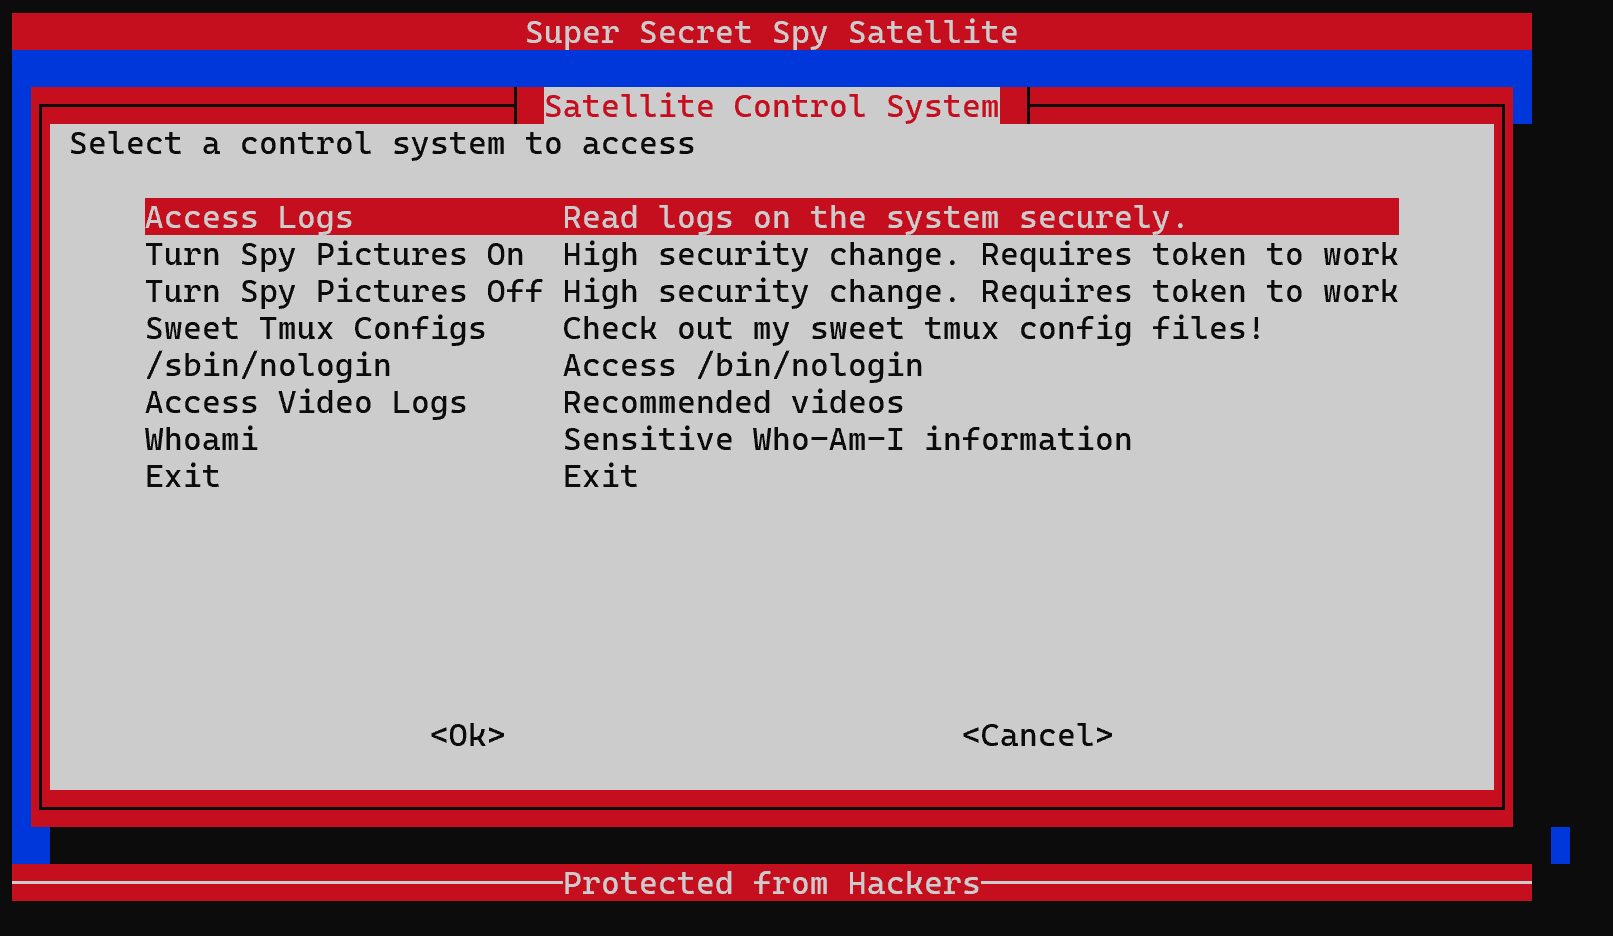 Super Secret Spy Satellite
Satellite Control System
Select a control system to access
Access Logs Read logs on the system securely.
Turn Spy Pictures On High security change. Requires token to work
Turn Spy Pictures Off High security change. Requires token to work
Sweet Tmux Configs Check out my sweet tmux config files!
/sbin/nologin Access /bin/nologin
Access Video Logs Recommended videos
Whoami Sensitive Who-Am-I information
Exit Exit
<Ok> <Cancel>
Protected from Hackers